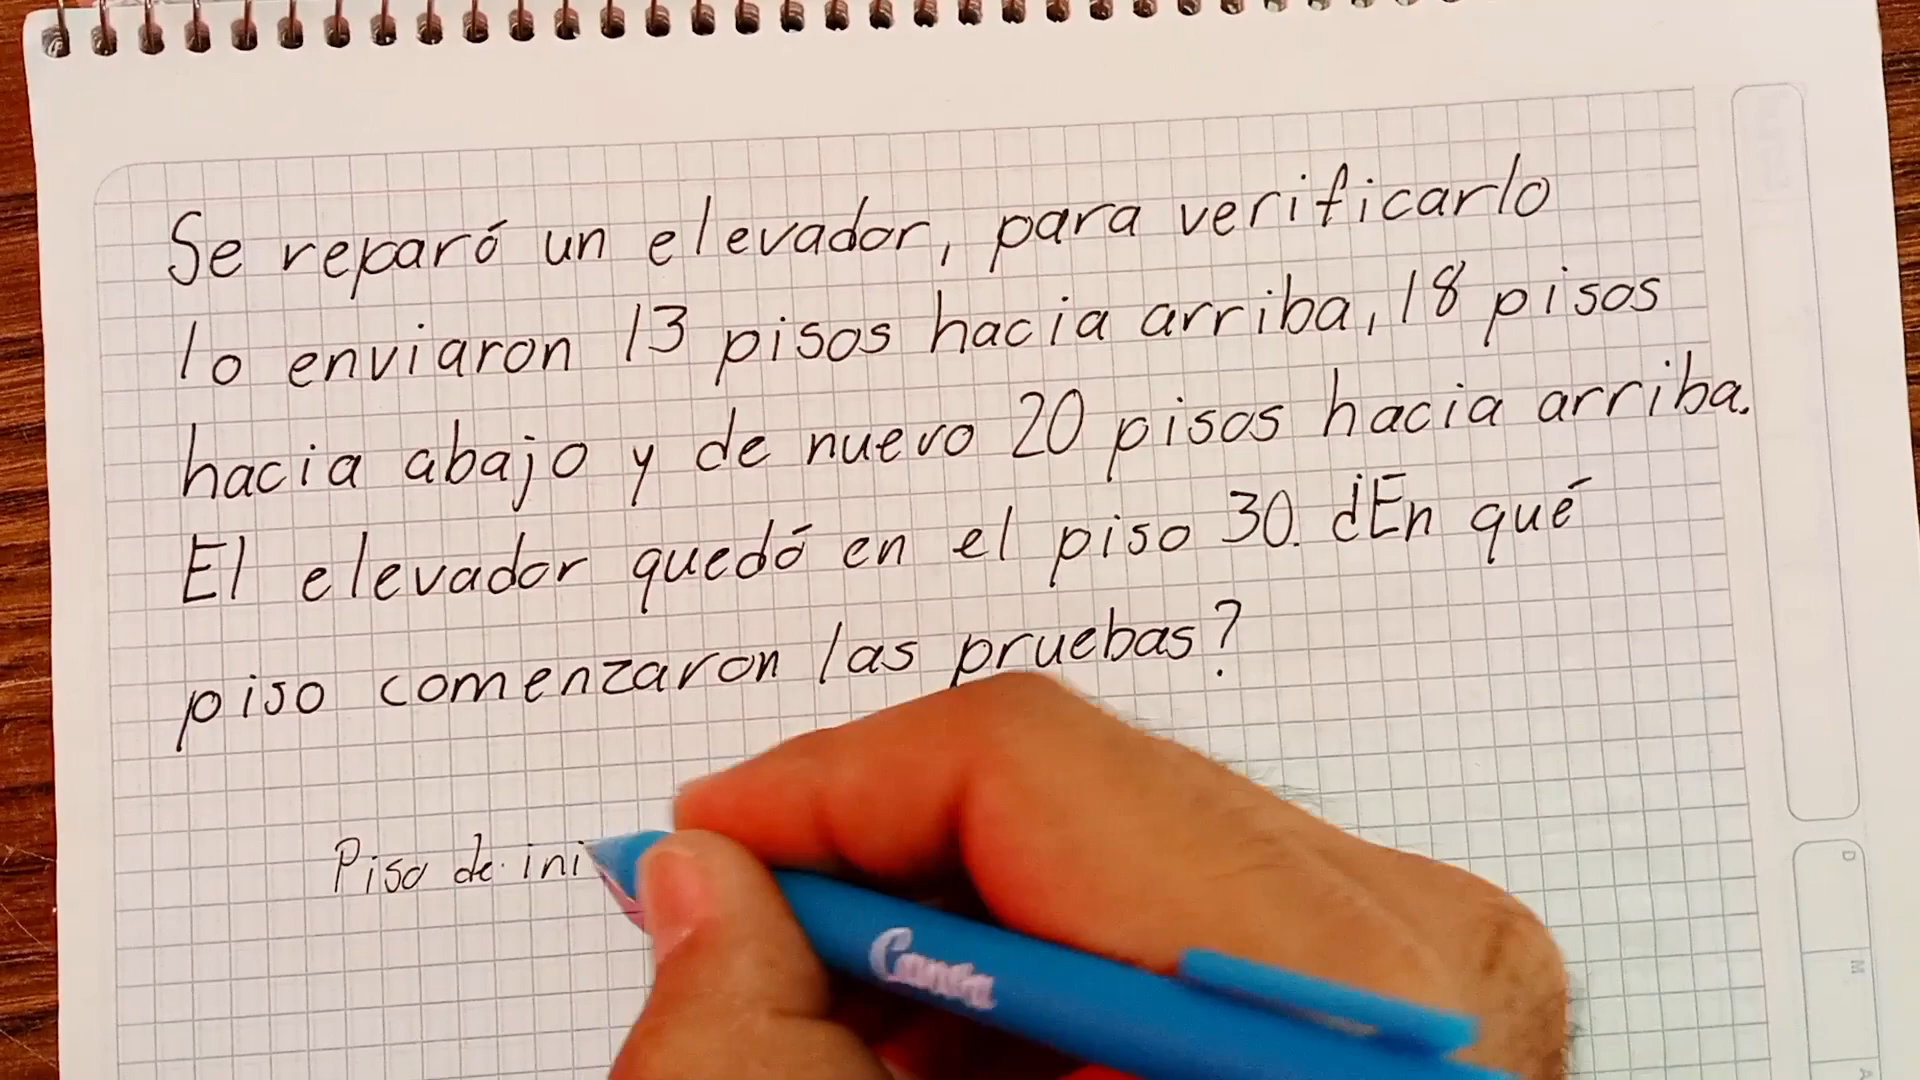 Se reparó un elevador, para verificarlo
lo enviaron 13 pisos hacia arriba, 18 pisos
hacia abajo y de nuevo 20 pisos hacia arriba.
El elevador quedó en el piso 30. ¿En qué
piso comenzaron las pruebas?
Piso de ini
D
M